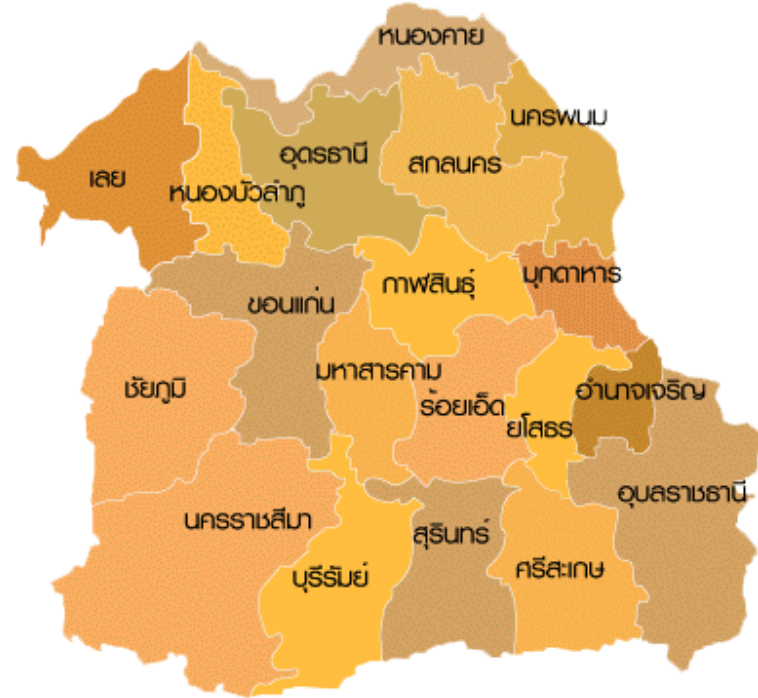 หนองคาย
นครพนม
อุดรธานี
สกลนคร
เลย
หนองบัวลำภู
กาฬสินธุ์
มุกดาหาร
ขอนแก่น
มหาสารคาม
ชัยภูมิ
ร้อยเอ็ด
อำนาจเจริญ
ยโสธร
อุบลราชธานี
นครราชสีมา
สุรินทร์
บุรีรัมย์
ศรีสะเกษ